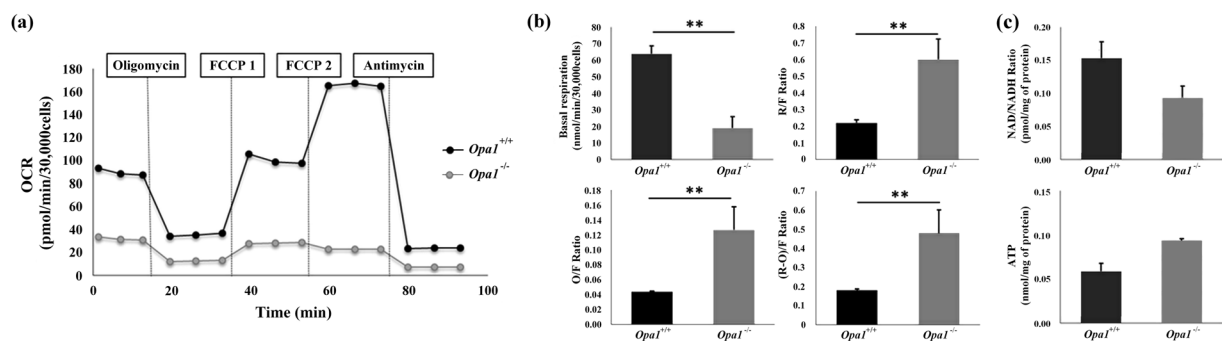 (a)
Oligomycin
FCCP 1
FCCP 2
Antimycin
180
160
140
120
100
80
60
40
20
0
OCR
(pmol/min/30,000cells)
0
20
40
60
80
100
Time (min)
Opa1+/+
Opa1-/-
(b)
**
80
70
60
50
40
30
20
10
0
Basal respiration
(nmol/min/30,000cells)
Opa1+/+
Opa1-/-
**
0.8
0.7
0.6
0.5
0.4
0.3
0.2
0.1
0
R/F Ratio
Opa1+/+
Opa1-/-
**
0.16
0.14
0.12
0.10
0.08
0.06
0.04
0.02
0.00
O/F Ratio
Opa1+/+
Opa1-/-
**
0.7
0.6
0.5
0.4
0.3
0.2
0.1
0
(R-O)/F Ratio
Opa1+/+
Opa1-/-
(c)
0.20
0.15
0.10
0.05
0.00
NAD/NADH Ratio
(pmol/mg of protein)
Opa1+/+
Opa1-/-
0.15
0.10
0.05
0.00
ATP
(nmol/mg of protein)
Opa1+/+
Opa1-/-